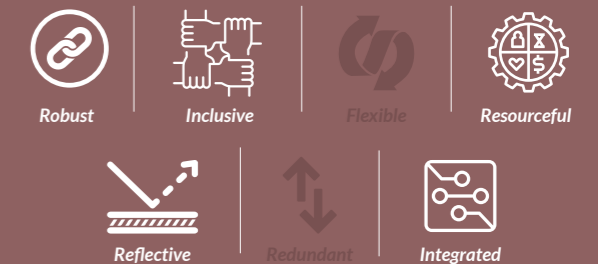 Robust
Inclusive
Flexible
Resourceful
Reflective
Redundant
Integrated